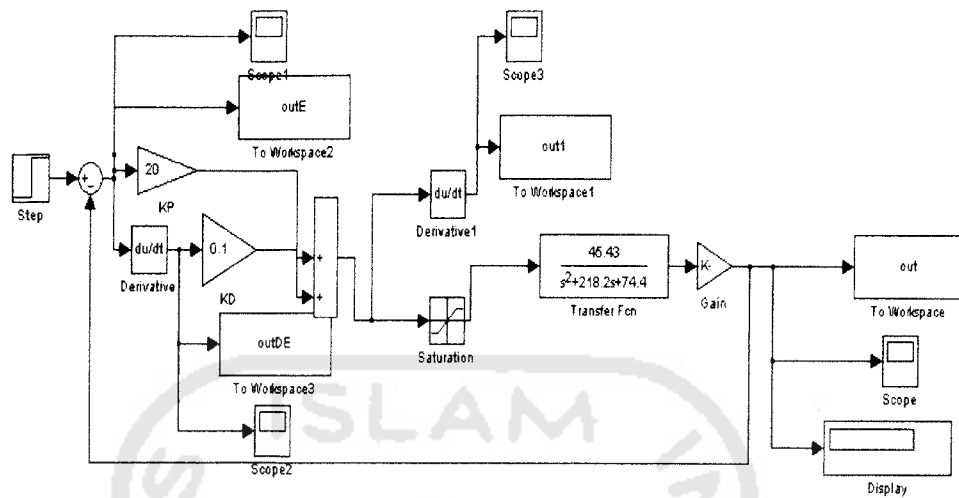 Scope1
Scope3
outE
To Workspace2
out1
To Workspace1
Step
+
-
20
KP
du/dt
Derivative
0.1
KD
+
+
du/dt
Derivative1
Saturation
45.43
s²+218.2s+74.4
Transfer Fcn
K-
Gain
out
To Workspace
outDE
To Workspace3
Scope2
Scope
Display
ISLAM